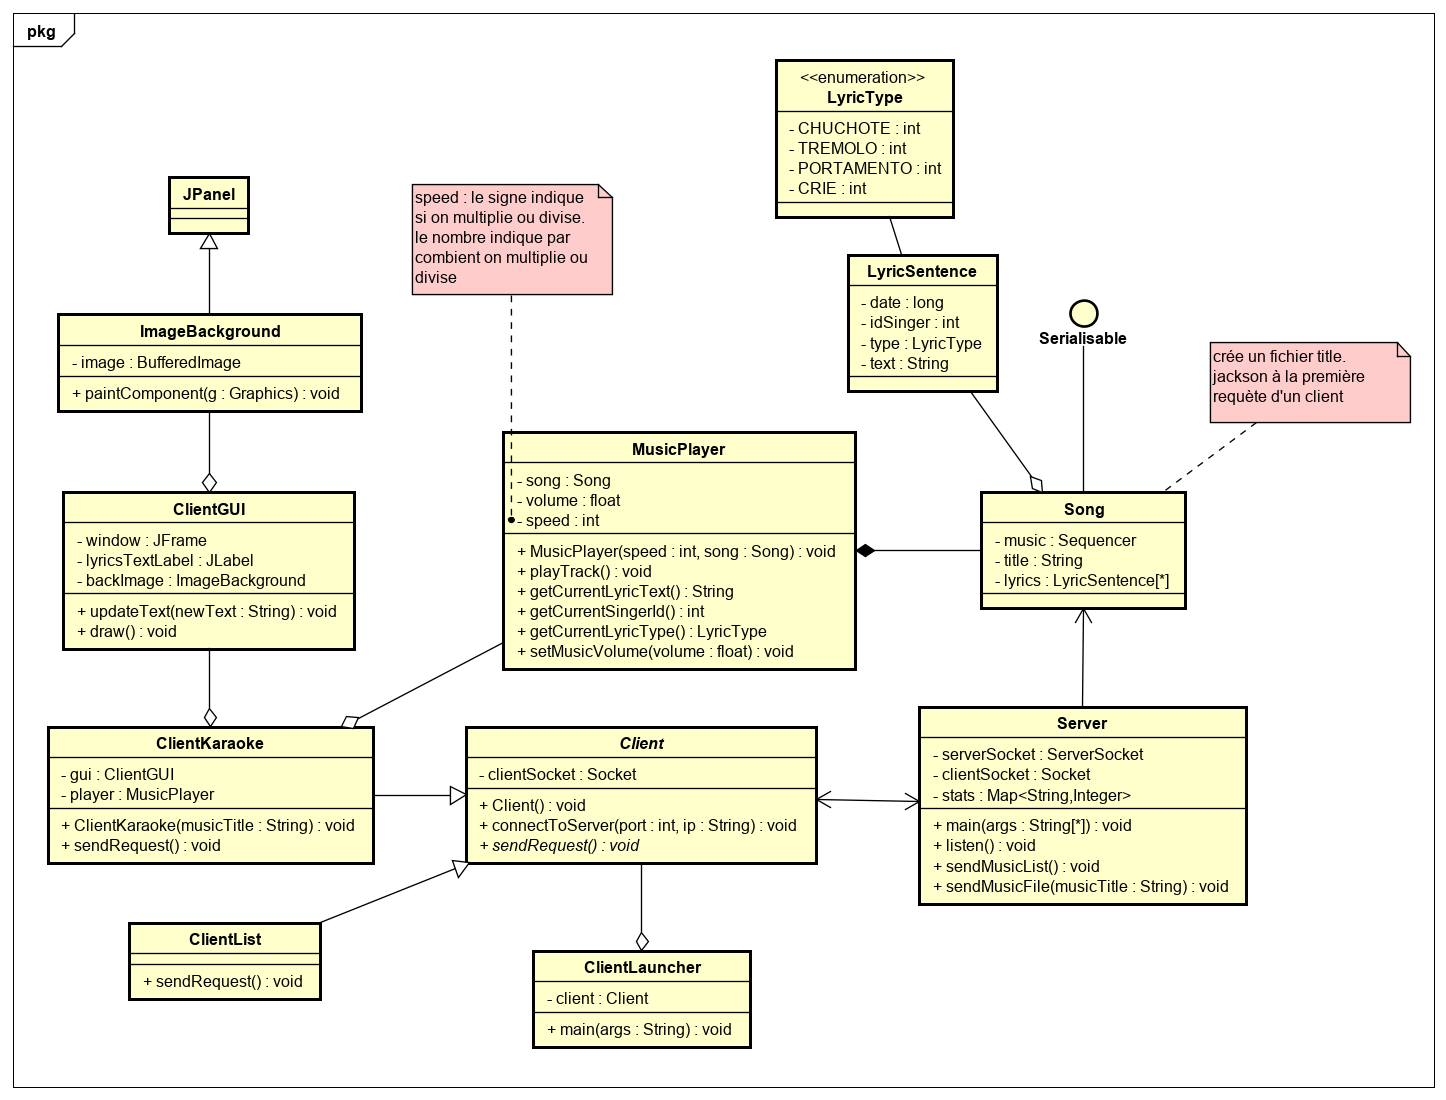 pkg
<<enumeration>>
LyricType
- CHUCHOTE : int
- TREMOLO : int
- PORTAMENTO : int
- CRIE : int
JPanel
speed : le signe indique
si on multiplie ou divise.
le nombre indique par
combient on multiplie ou
divise
LyricSentence
- date : long
- idSinger : int
- type : LyricType
- text : String
Serialisable
crée un fichier title.
jackson à la première
requète d'un client
ImageBackground
- image : BufferedImage
+ paintComponent(g : Graphics) : void
MusicPlayer
- song : Song
- volume : float
- speed : int
+ MusicPlayer(speed : int, song : Song) : void
+ playTrack() : void
+ getCurrentLyricText() : String
+ getCurrentSingerId() : int
+ getCurrentLyricType() : LyricType
+ setMusicVolume(volume : float) : void
ClientGUI
- window : JFrame
- lyricsTextLabel : JLabel
- backImage : ImageBackground
+ updateText(newText : String) : void
+ draw() : void
Song
- music : Sequencer
- title : String
- lyrics : LyricSentence[*]
ClientKaraoke
- gui : ClientGUI
- player : MusicPlayer
+ ClientKaraoke(musicTitle : String) : void
+ sendRequest() : void
Client
- clientSocket : Socket
+ Client() : void
+ connectToServer(port : int, ip : String) : void
+ sendRequest() : void
Server
- serverSocket : ServerSocket
- clientSocket : Socket
- stats : Map<String,Integer>
+ main(args : String[*]) : void
+ listen() : void
+ sendMusicList() : void
+ sendMusicFile(musicTitle : String) : void
ClientList
+ sendRequest() : void
ClientLauncher
- client : Client
+ main(args : String) : void